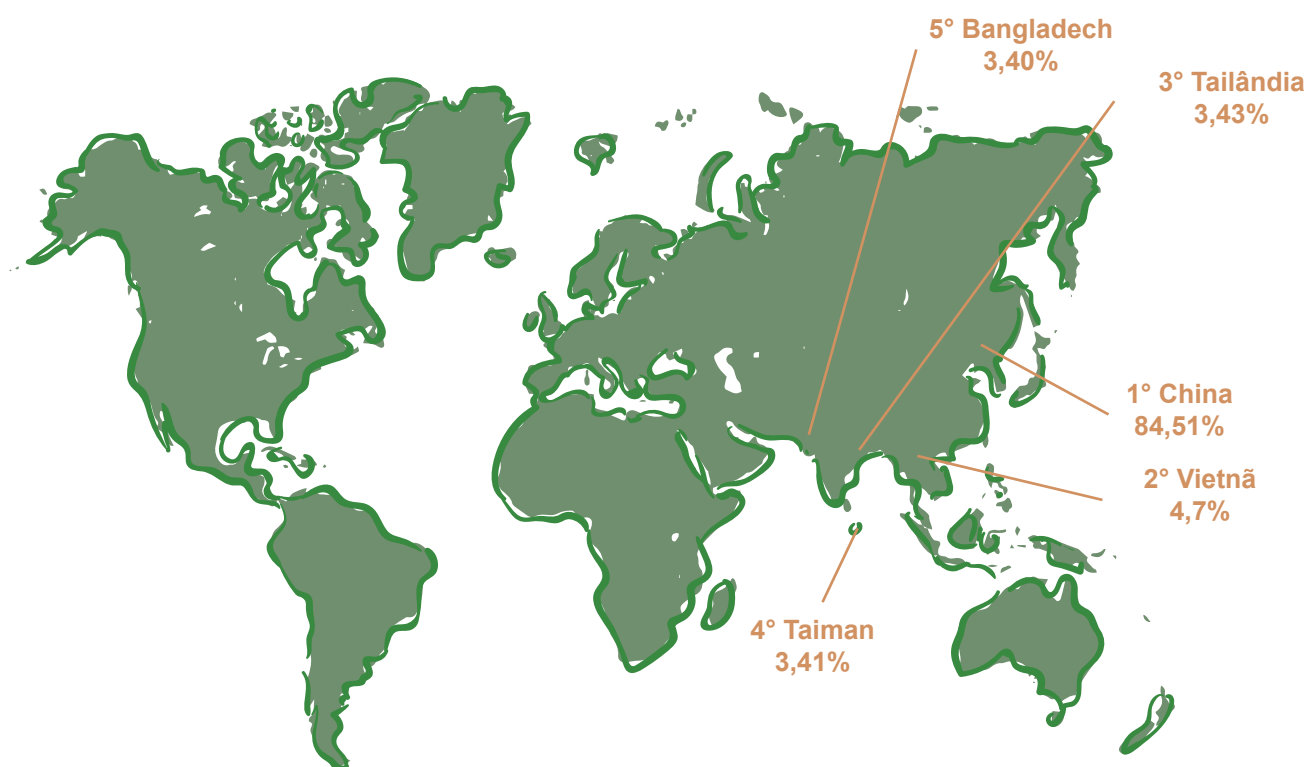 5° Bangladech
3,40%
3° Tailândia
3,43%
1° China
84,51%
2° Vietnã
4,7%
4° Taiman
3,41%